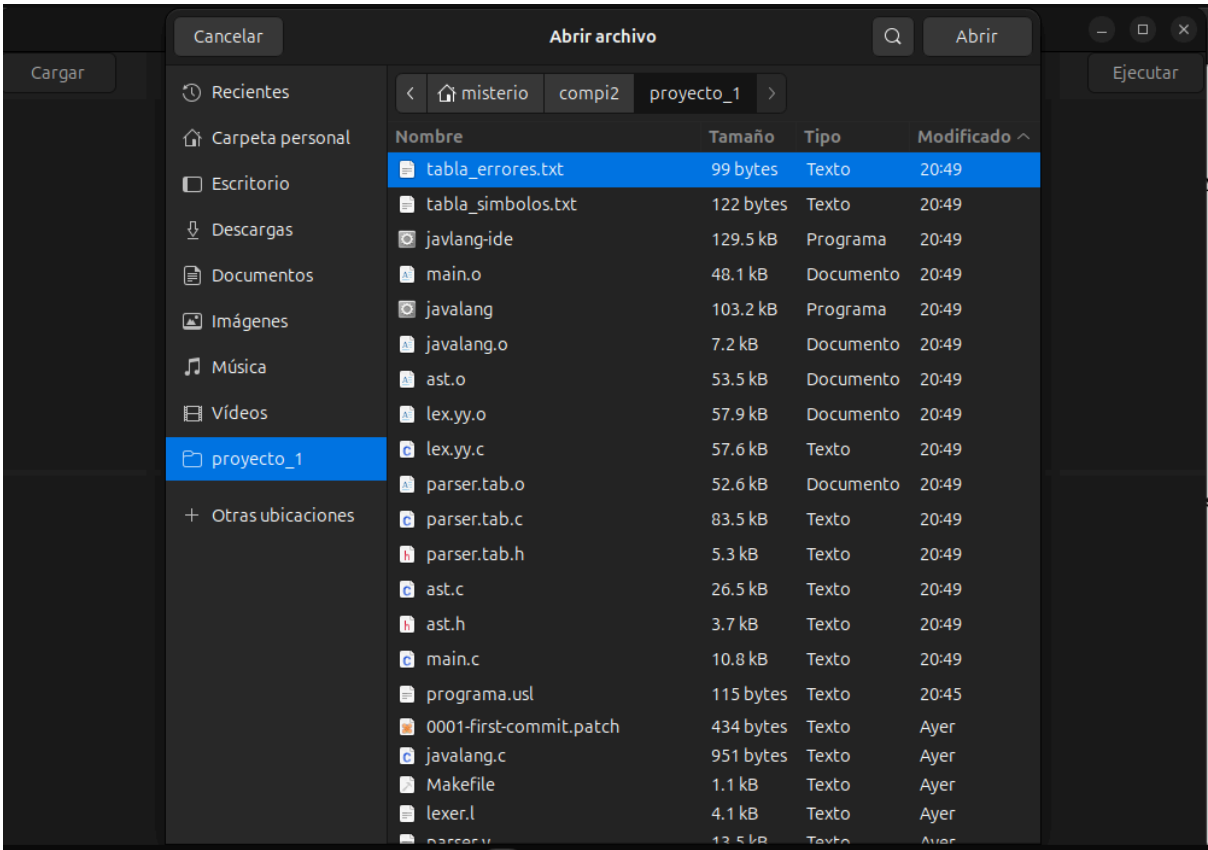 Cancelar Abrir archivo Abrir
Cargar Ejecutar
Recientes
Carpeta personal
Escritorio
Descargas
Documentos
Imágenes
Música
Vídeos
proyecto_1
Otras ubicaciones
misterio compi2 proyecto_1
Nombre Tamaño Tipo Modificado
tabla_errores.txt 99 bytes Texto 20:49
tabla_simbolos.txt 122 bytes Texto 20:49
javlang-ide 129.5 kB Programa 20:49
main.o 48.1 kB Documento 20:49
javalang 103.2 kB Programa 20:49
javalang.o 7.2 kB Documento 20:49
ast.o 53.5 kB Documento 20:49
lex.yy.o 57.9 kB Documento 20:49
lex.yy.c 57.6 kB Texto 20:49
parser.tab.o 52.6 kB Documento 20:49
parser.tab.c 83.5 kB Texto 20:49
parser.tab.h 5.3 kB Texto 20:49
ast.c 26.5 kB Texto 20:49
ast.h 3.7 kB Texto 20:49
main.c 10.8 kB Texto 20:49
programa.usl 115 bytes Texto 20:45
0001-first-commit.patch 434 bytes Texto Ayer
javalang.c 951 bytes Texto Ayer
Makefile 1.1 kB Texto Ayer
lexer.l 4.1 kB Texto Ayer
parser.y 13.5 kB Texto Ayer